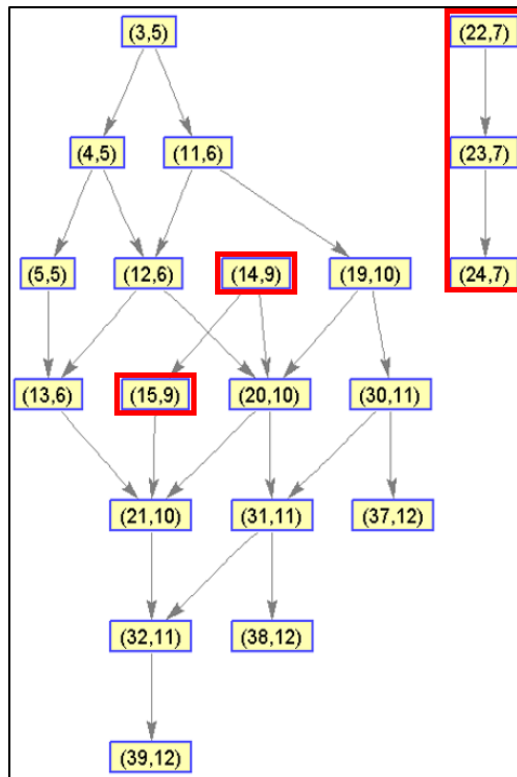 (3,5) (22,7)
(4,5) (11,6) (23,7)
(5,5) (12,6) (14,9) (19,10) (24,7)
(13,6) (15,9) (20,10) (30,11)
(21,10) (31,11) (37,12)
(32,11) (38,12)
(39,12)